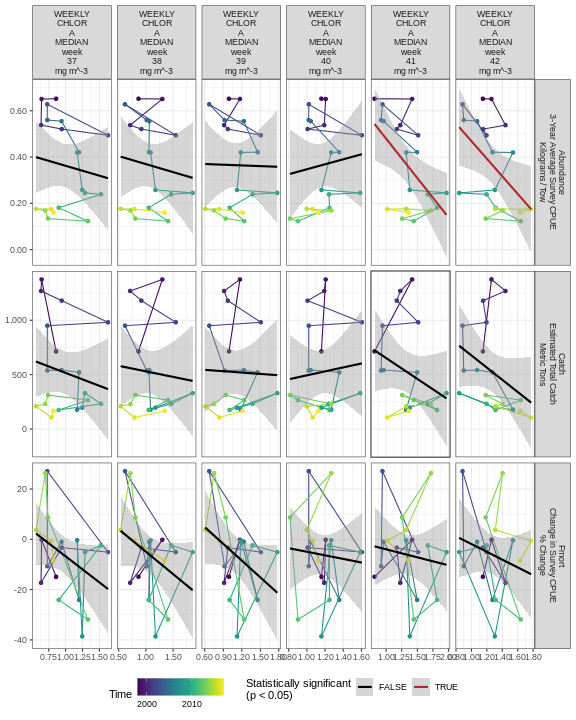 WEEKLY WEEKLY WEEKLY WEEKLY WEEKLY WEEKLY
CHLOR CHLOR CHLOR CHLOR CHLOR CHLOR
A A A A A A
MEDIAN MEDIAN MEDIAN MEDIAN MEDIAN MEDIAN
week week week week week week
37 38 39 40 41 42
mg m^-3 mg m^-3 mg m^-3 mg m^-3 mg m^-3 mg m^-3
0.60
0.40
0.20
0.00
Abundance
3-Year Average Survey CPUE
Kilograms / Tow
1,000
500
0
Catch
Estimated Total Catch
Metric Tons
20
0
-20
-40
Fmort
Change in Survey CPUE
% Change
0.75 1.00 1.25 1.50 0.50 1.00 1.50 0.60 0.90 1.20 1.50 1.80 0.80 1.00 1.20 1.40 1.60 1.00 1.25 1.50 1.75 2.00 0.80 1.00 1.20 1.40 1.60 1.80
Time
2000 2010
Statistically significant
(p < 0.05)
FALSE TRUE